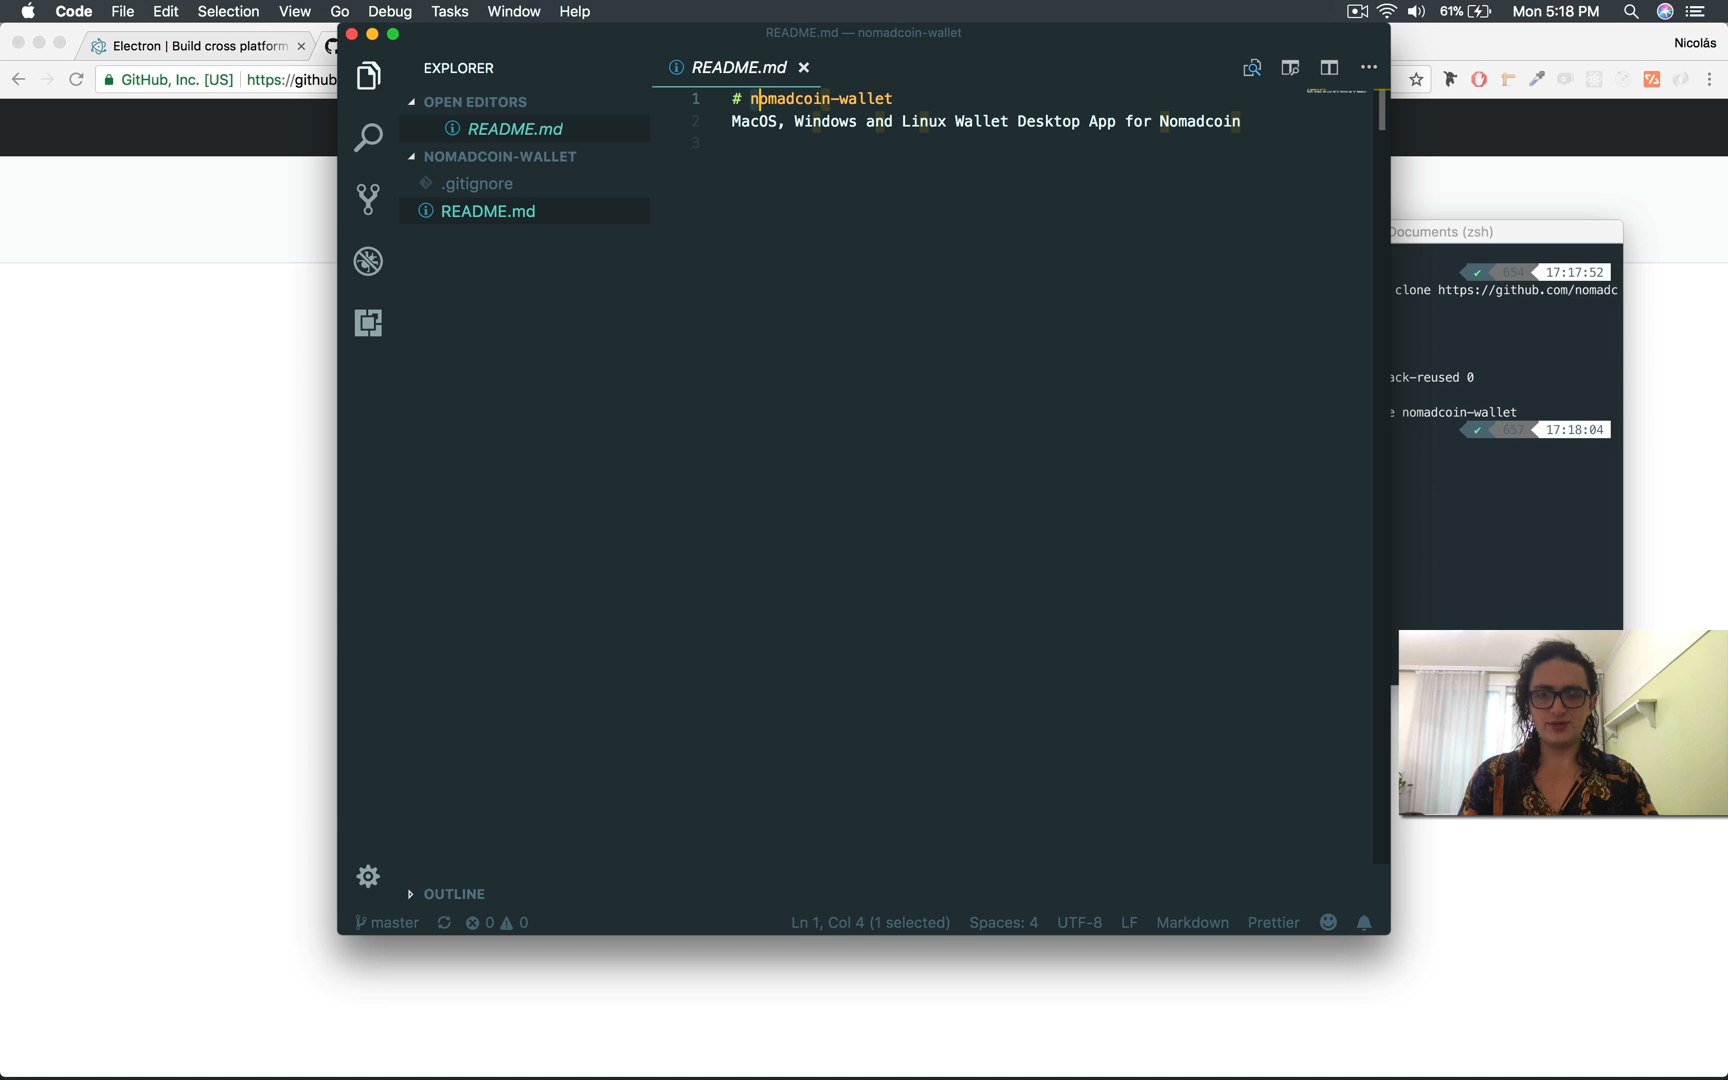 Code File Edit Selection View Go Debug Tasks Window Help 61% Mon 5:18 PM
README.md — nomadcoin-wallet
Electron | Build cross platform
Nicolás
GitHub, Inc. [US] https://github
EXPLORER
OPEN EDITORS
README.md
NOMADCOIN-WALLET
.gitignore
README.md
OUTLINE
README.md
1 # nomadcoin-wallet
2 MacOS, Windows and Linux Wallet Desktop App for Nomadcoin
3
Documents (zsh)
654 17:17:52
clone https://github.com/nomadc
ack-reused 0
e nomadcoin-wallet
657 17:18:04
master 0 0 Ln 1, Col 4 (1 selected) Spaces: 4 UTF-8 LF Markdown Prettier